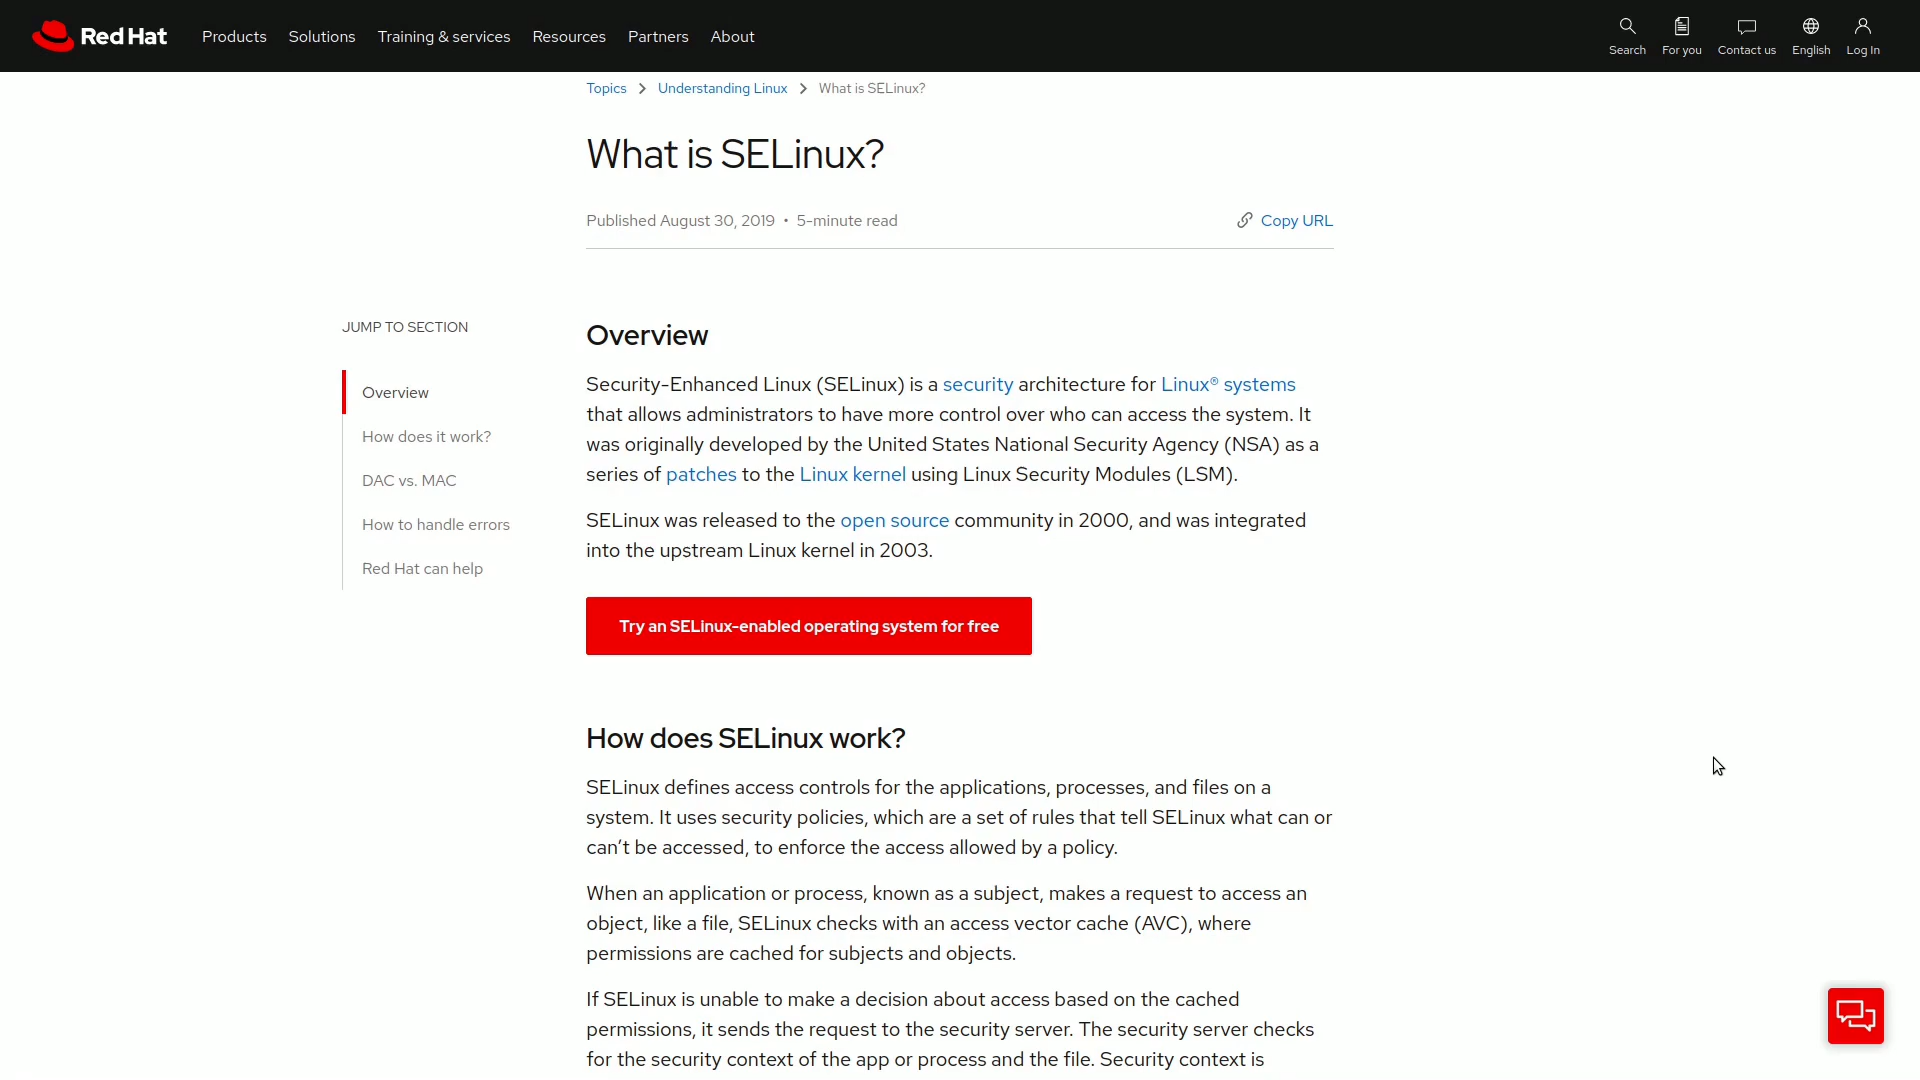 Red Hat
Products
Solutions
Training & services
Resources
Partners
About
Search
For you
Contact us
English
Log In
Topics
Understanding Linux
What is SELinux?
What is SELinux?
Published August 30, 2019 • 5-minute read
Copy URL
JUMP TO SECTION
Overview
How does it work?
DAC vs. MAC
How to handle errors
Red Hat can help
Overview
Security-Enhanced Linux (SELinux) is a security architecture for Linux® systems
that allows administrators to have more control over who can access the system. It
was originally developed by the United States National Security Agency (NSA) as a
series of patches to the Linux kernel using Linux Security Modules (LSM).
SELinux was released to the open source community in 2000, and was integrated
into the upstream Linux kernel in 2003.
Try an SELinux-enabled operating system for free
How does SELinux work?
SELinux defines access controls for the applications, processes, and files on a
system. It uses security policies, which are a set of rules that tell SELinux what can or
can’t be accessed, to enforce the access allowed by a policy.
When an application or process, known as a subject, makes a request to access an
object, like a file, SELinux checks with an access vector cache (AVC), where
permissions are cached for subjects and objects.
If SELinux is unable to make a decision about access based on the cached
permissions, it sends the request to the security server. The security server checks
for the security context of the app or process and the file. Security context is